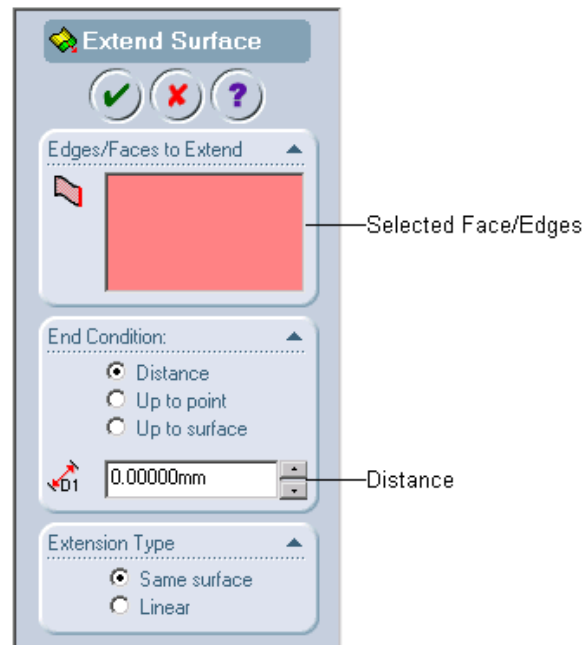 Extend Surface
?
Edges/Faces to Extend
Selected Face/Edges
End Condition:
Distance
Up to point
Up to surface
D1
0.00000mm
Distance
Extension Type
Same surface
Linear